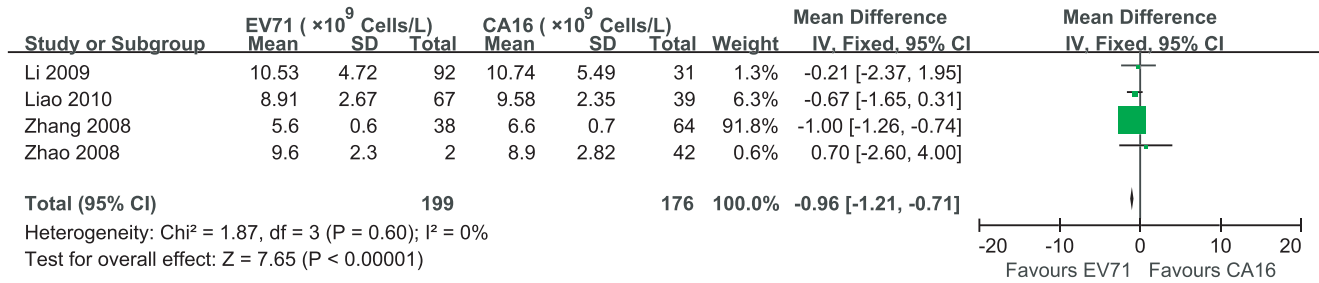 EV71 ( ×10⁹ Cells/L) CA16 ( ×10⁹ Cells/L) Mean Difference Mean Difference
Study or Subgroup Mean SD Total Mean SD Total Weight IV, Fixed, 95% CI IV, Fixed, 95% CI
Li 2009 10.53 4.72 92 10.74 5.49 31 1.3% -0.21 [-2.37, 1.95]
Liao 2010 8.91 2.67 67 9.58 2.35 39 6.3% -0.67 [-1.65, 0.31]
Zhang 2008 5.6 0.6 38 6.6 0.7 64 91.8% -1.00 [-1.26, -0.74]
Zhao 2008 9.6 2.3 2 8.9 2.82 42 0.6% 0.70 [-2.60, 4.00]
Total (95% CI) 199 176 100.0% -0.96 [-1.21, -0.71]
Heterogeneity: Chi² = 1.87, df = 3 (P = 0.60); I² = 0%
Test for overall effect: Z = 7.65 (P < 0.00001)
-20 -10 0 10 20
Favours EV71 Favours CA16